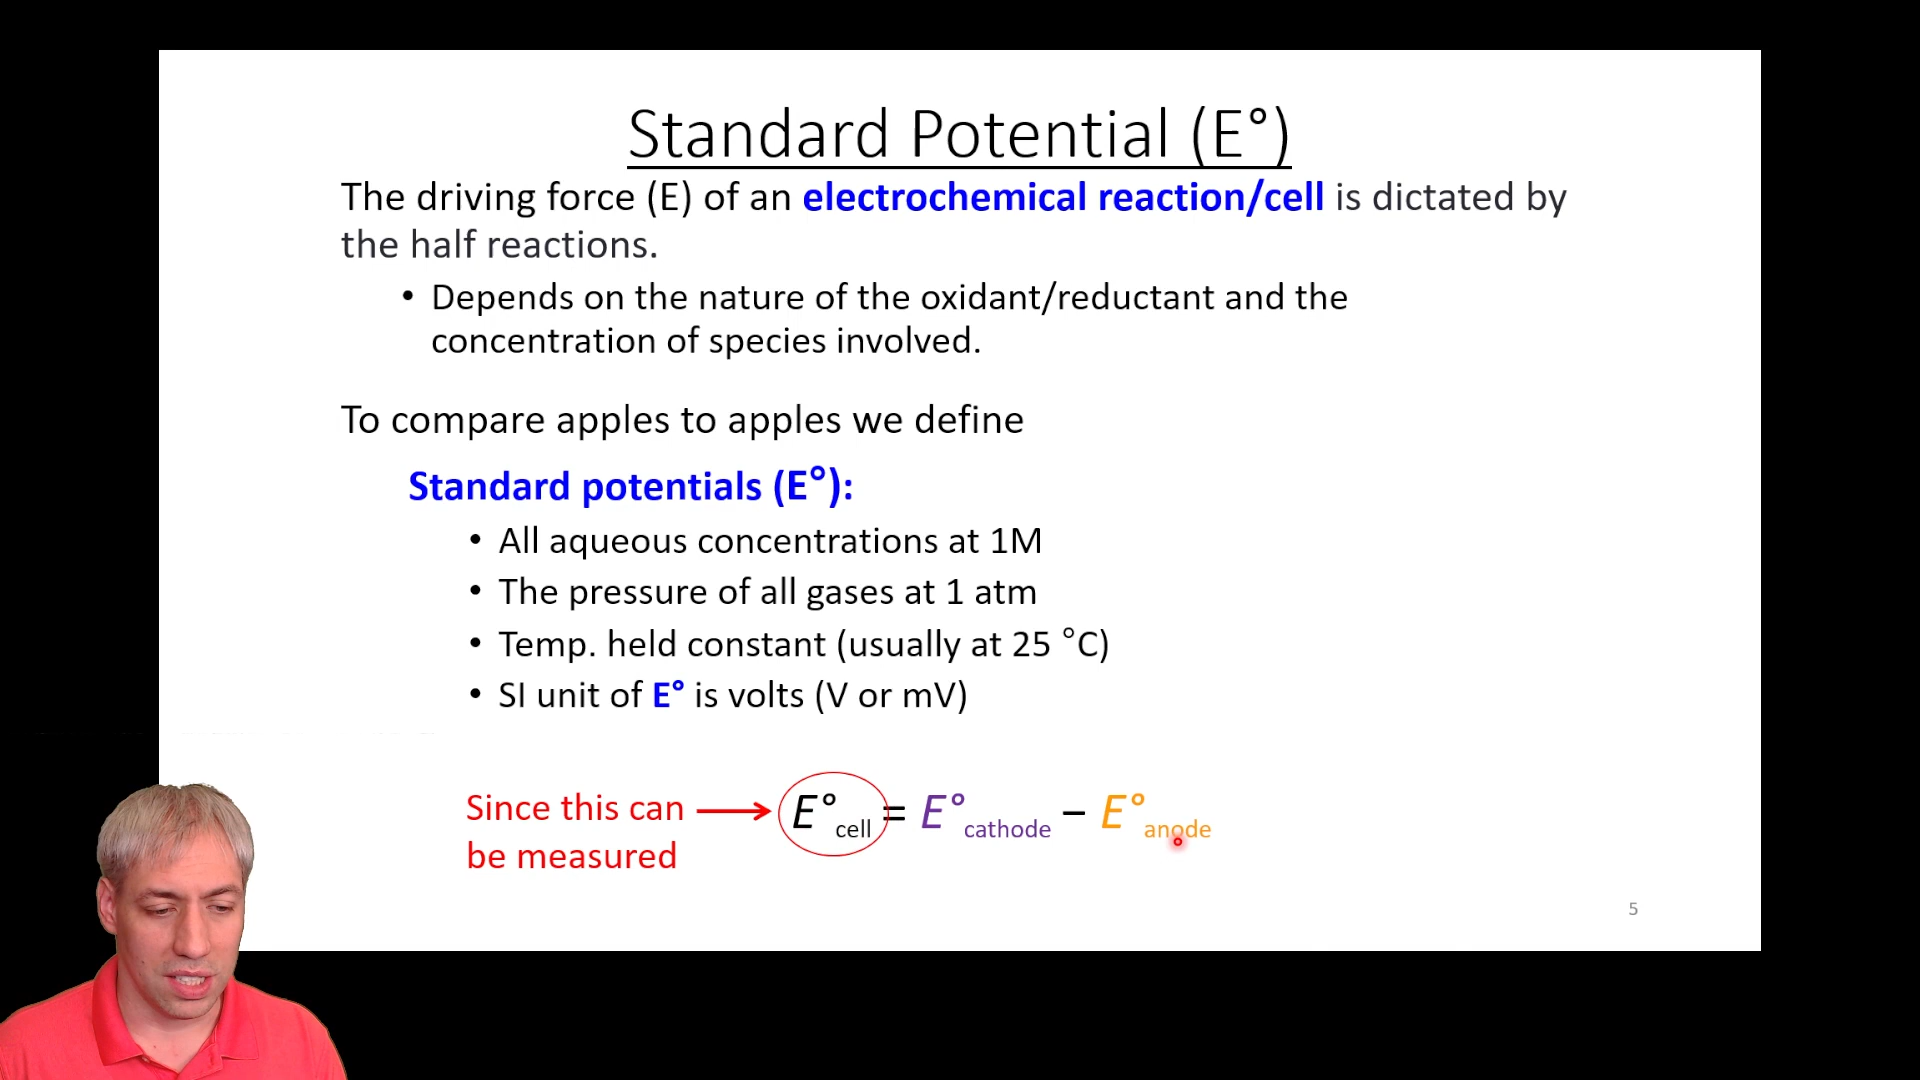 Standard Potential (E°)
The driving force (E) of an electrochemical reaction/cell is dictated by
the half reactions.
• Depends on the nature of the oxidant/reductant and the
concentration of species involved.
To compare apples to apples we define
Standard potentials (E°):
• All aqueous concentrations at 1M
• The pressure of all gases at 1 atm
• Temp. held constant (usually at 25 °C)
• SI unit of E° is volts (V or mV)
Since this can
be measured
E°cell = E°cathode – E°anode
5